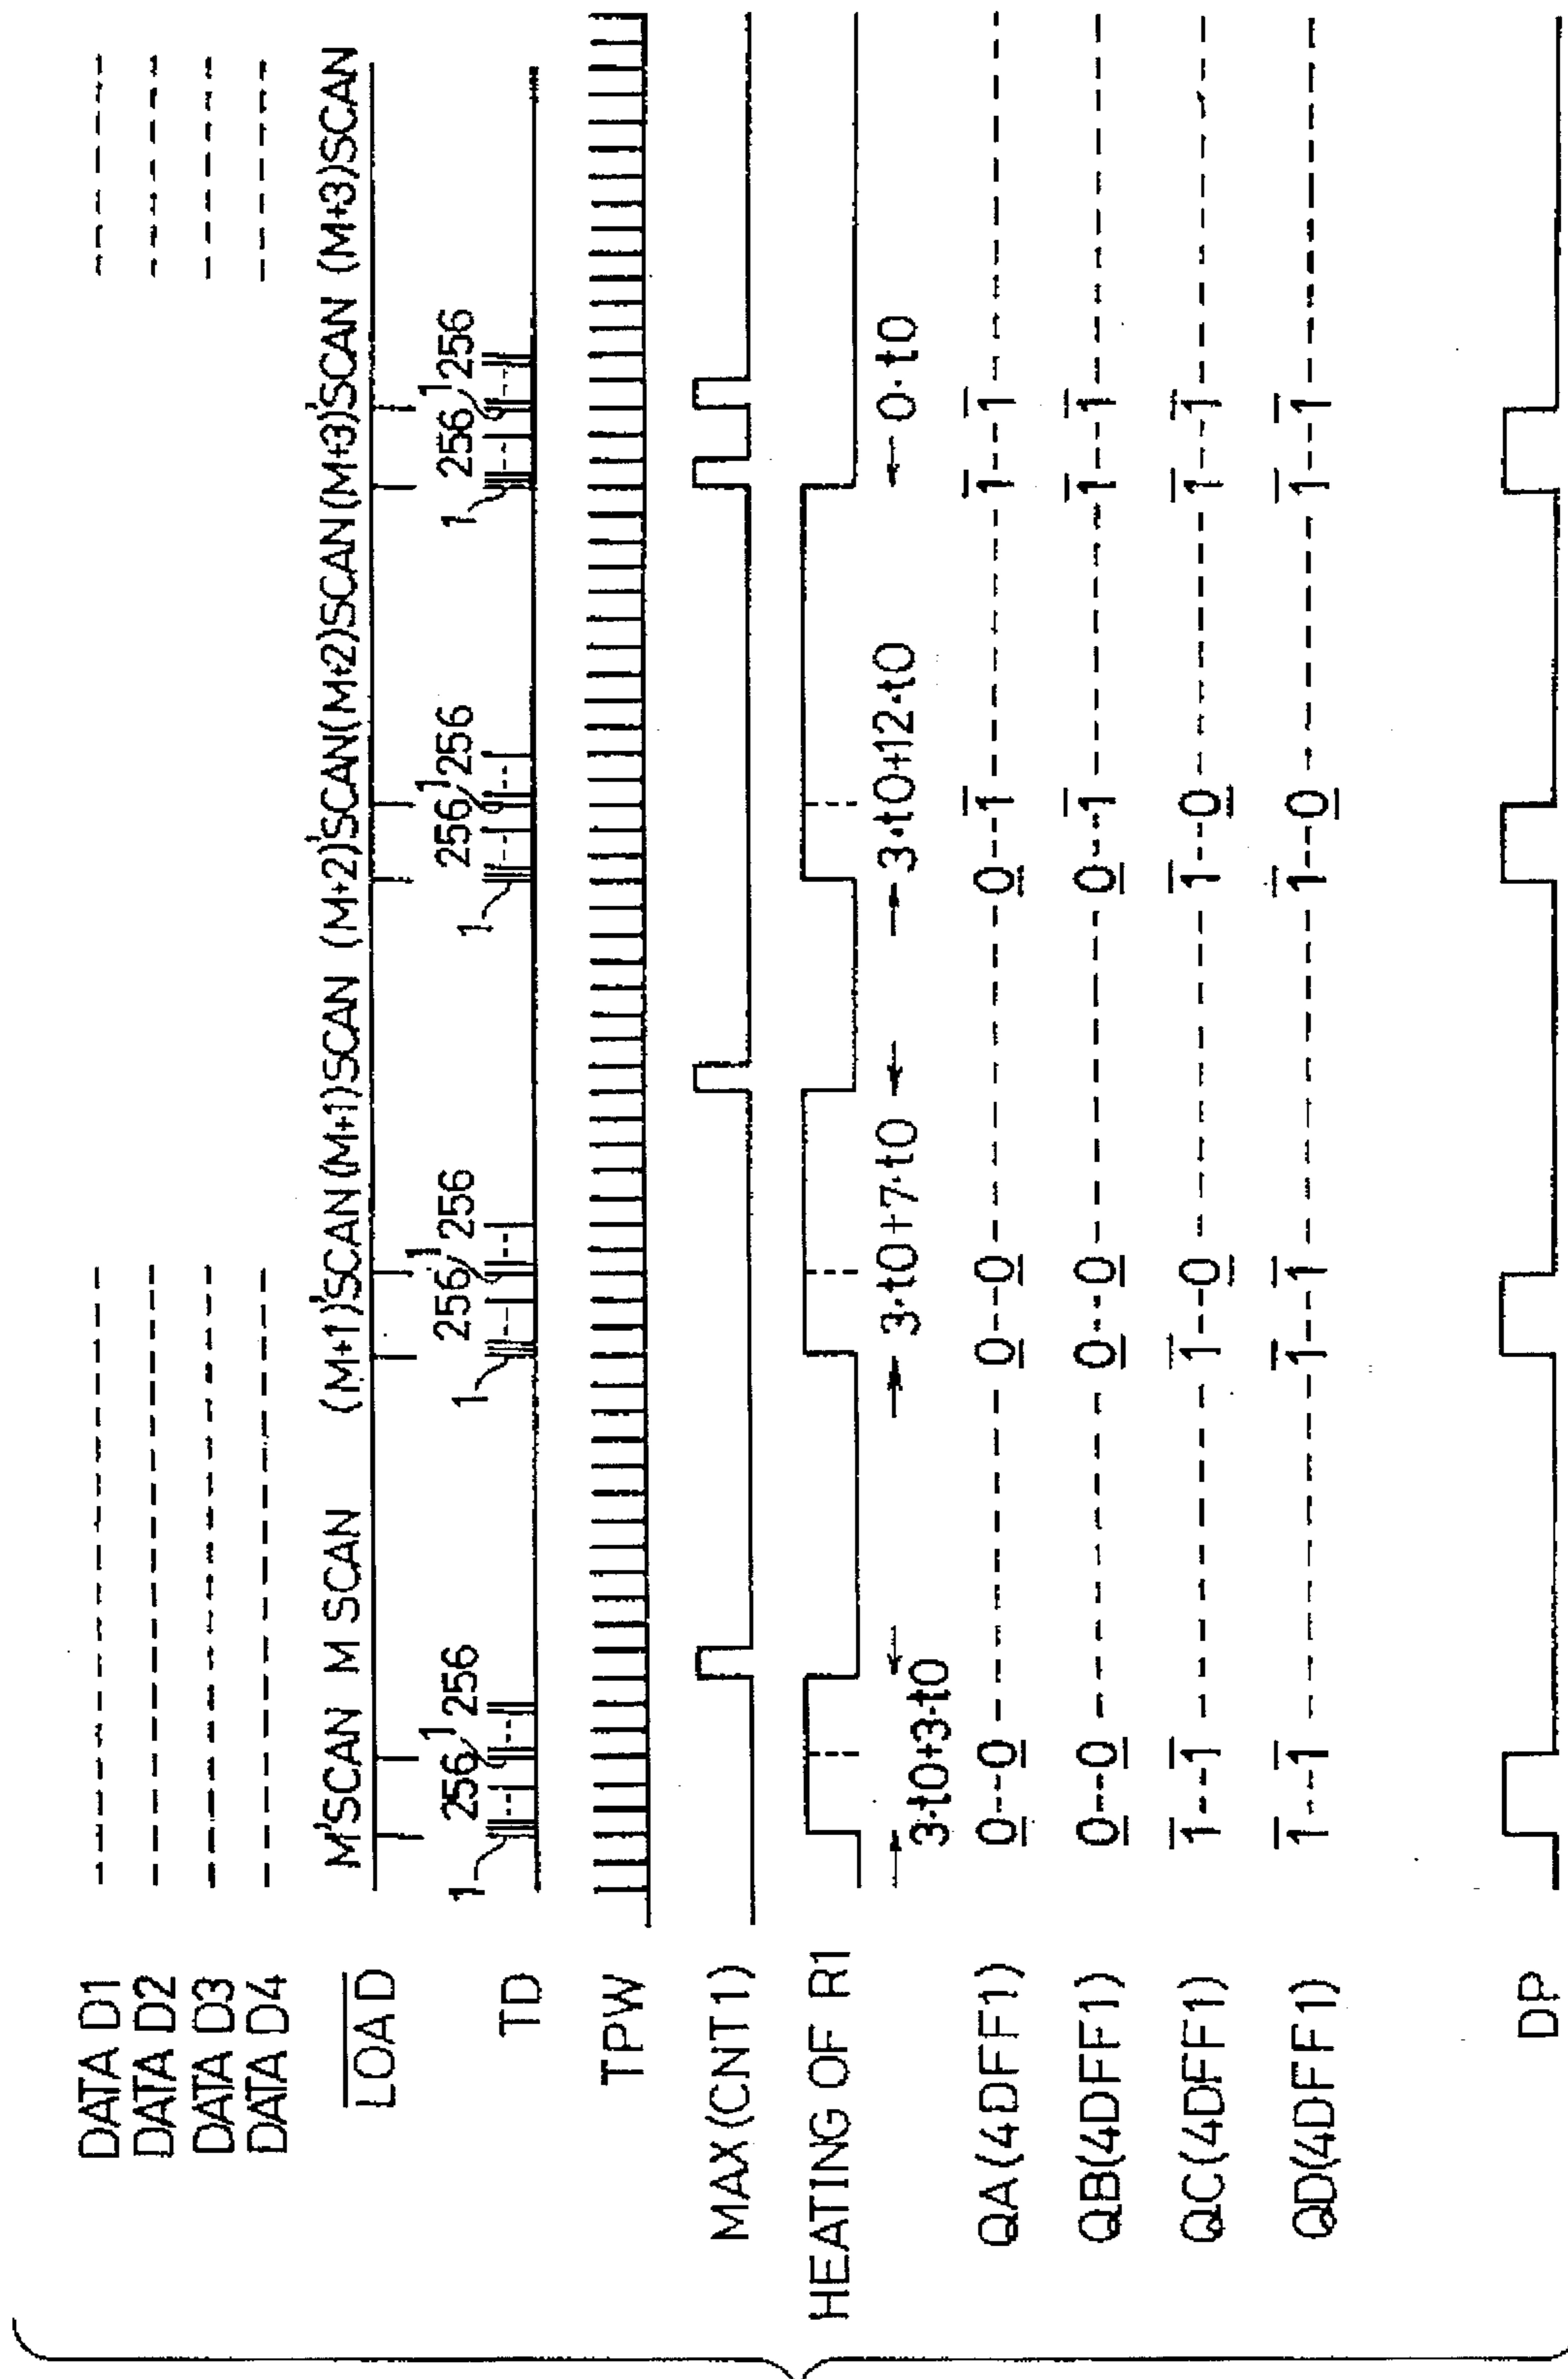 DATA D1
DATA D2
DATA D3
DATA D4
LOAD
M'SCAN M SCAN (M+1)'SCAN (M+1)SCAN (M+2)'SCAN (M+2)SCAN (M+3)'SCAN (M+3)SCAN
TD
1 256 1 256 1 256 1 256 1 256 1 256 1 256 1 256
TPW
MAX(CNT1)
HEATING OF R1
3·t0+3·t0 3·t0+7·t0 3·t0+12·t0 0·t0
QA(4DFF1) 0--0 0--0 0--1 1--1
QB(4DFF1) 0--0 0--0 0--1 1--1
QC(4DFF1) 1--1 1--0 1--0 1--1
QD(4DFF1) 1--1 1--1 1--0 1--1
DP